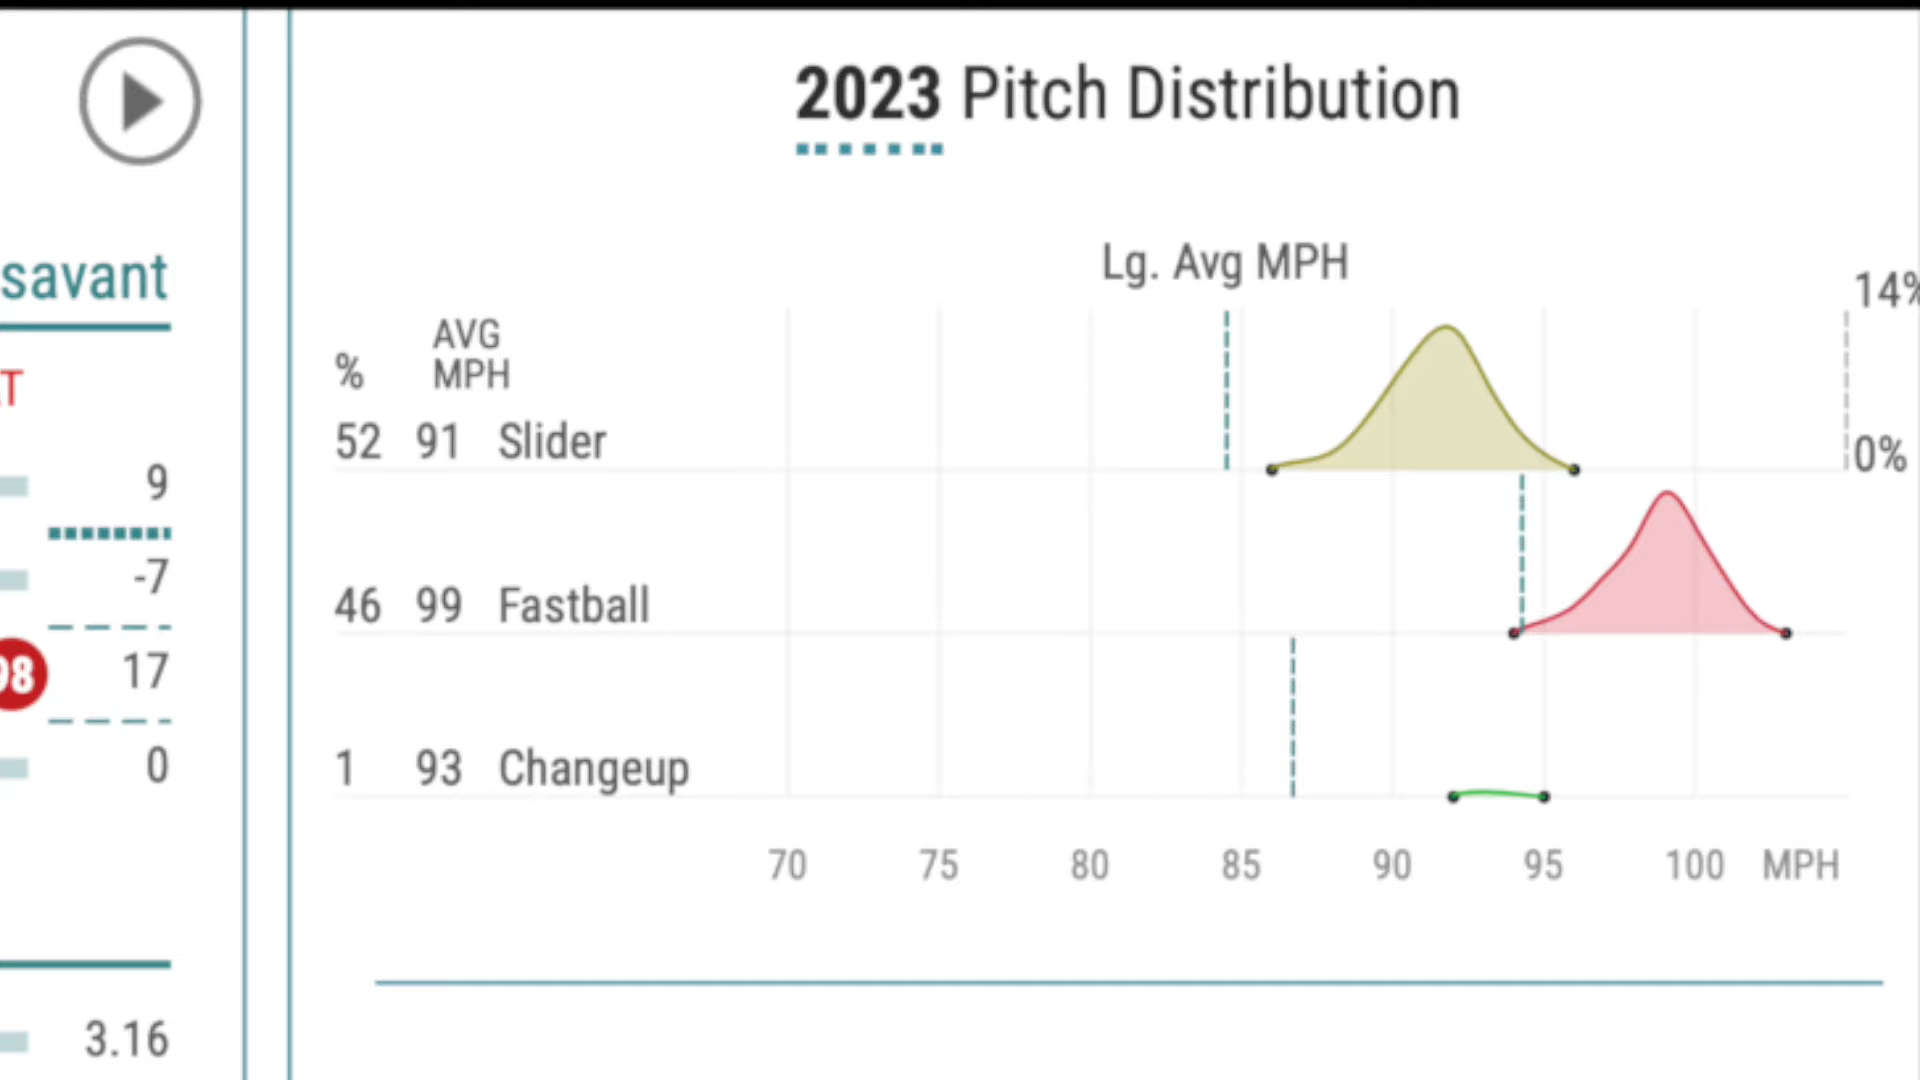 2023 Pitch Distribution
savant
Lg. Avg MPH
14%
% AVG MPH
T
52 91 Slider
0%
9
-7
46 99 Fastball
98
17
0
1 93 Changeup
70 75 80 85 90 95 100 MPH
3.16